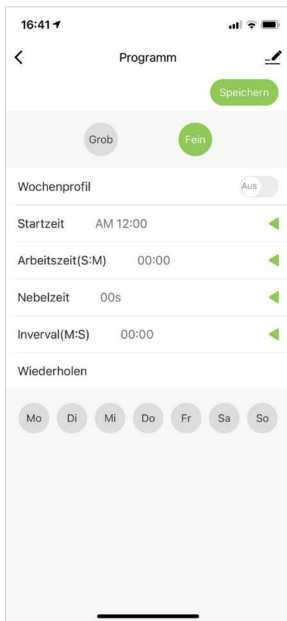 16:41
Programm
Speichern
Grob Fein
Wochenprofil Aus
Startzeit AM 12:00
Arbeitszeit(S:M) 00:00
Nebelzeit 00s
Inverval(M:S) 00:00
Wiederholen
Mo Di Mi Do Fr Sa So